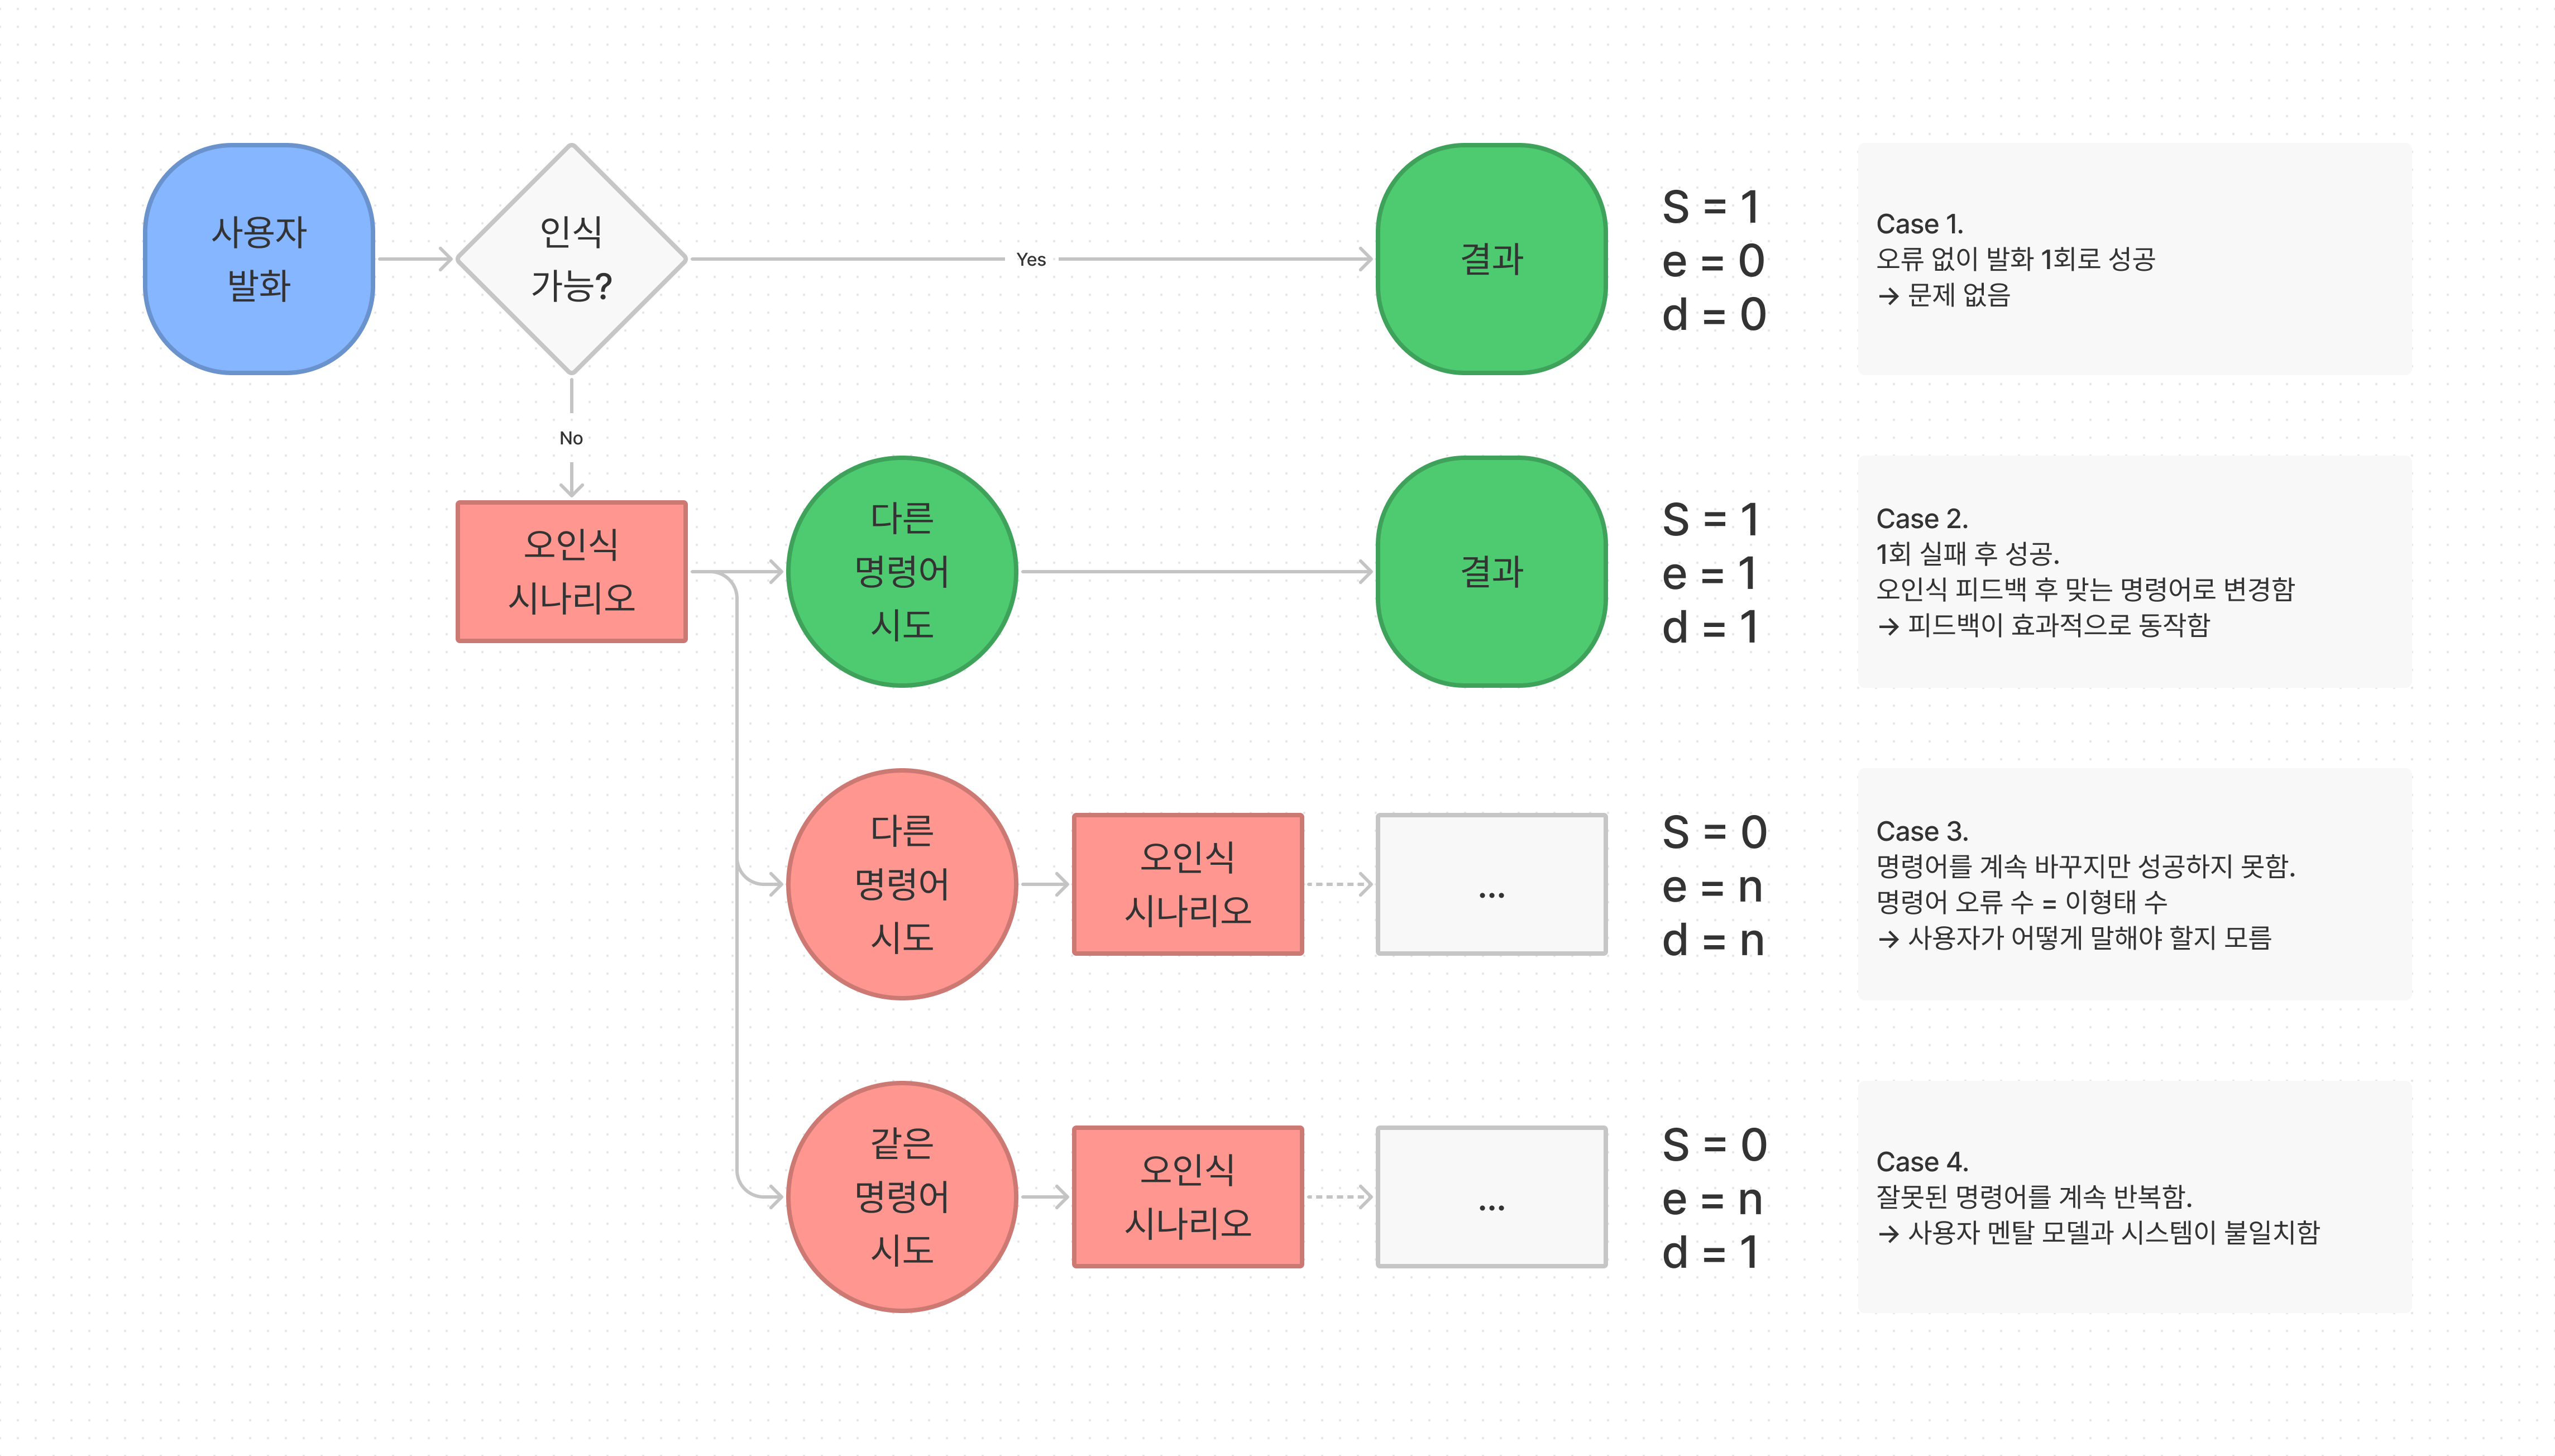 사용자
발화
인식
가능?
Yes
결과
S = 1
e = 0
d = 0
Case 1.
오류 없이 발화 1회로 성공
→ 문제 없음
No
오인식
시나리오
다른
명령어
시도
결과
S = 1
e = 1
d = 1
Case 2.
1회 실패 후 성공.
오인식 피드백 후 맞는 명령어로 변경함
→ 피드백이 효과적으로 동작함
다른
명령어
시도
오인식
시나리오
...
S = 0
e = n
d = n
Case 3.
명령어를 계속 바꾸지만 성공하지 못함.
명령어 오류 수 = 이형태 수
→ 사용자가 어떻게 말해야 할지 모름
같은
명령어
시도
오인식
시나리오
...
S = 0
e = n
d = 1
Case 4.
잘못된 명령어를 계속 반복함.
→ 사용자 멘탈 모델과 시스템이 불일치함